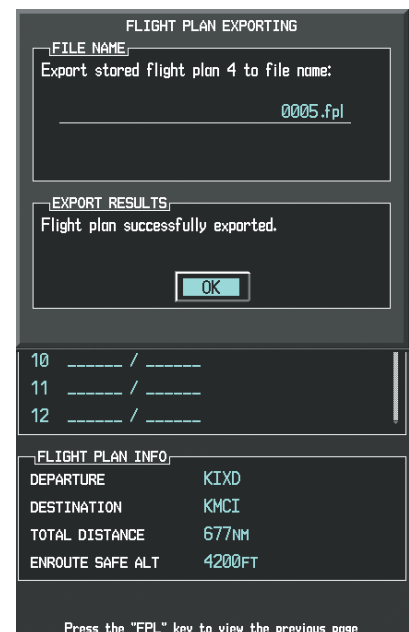 FLIGHT PLAN EXPORTING
FILE NAME
Export stored flight plan 4 to file name:
0005.fpl
EXPORT RESULTS
Flight plan successfully exported.
OK
10 ______ / ______
11 ______ / ______
12 ______ / ______
FLIGHT PLAN INFO
DEPARTURE KIXD
DESTINATION KMCI
TOTAL DISTANCE 677NM
ENROUTE SAFE ALT 4200FT
Press the "FPL" key to view the previous page